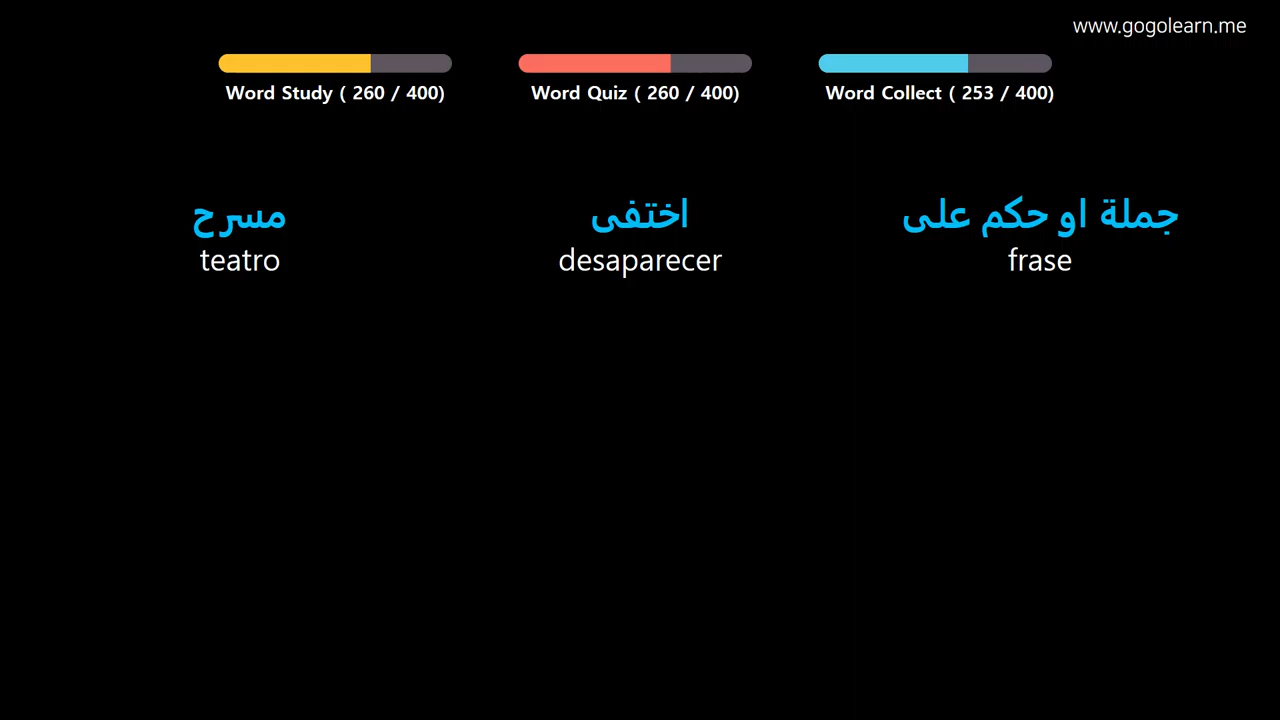 www.gogolearn.me
Word Study ( 260 / 400)
Word Quiz ( 260 / 400)
Word Collect ( 253 / 400)
مسرح
teatro
اختفى
desaparecer
جملة او حكم على
frase